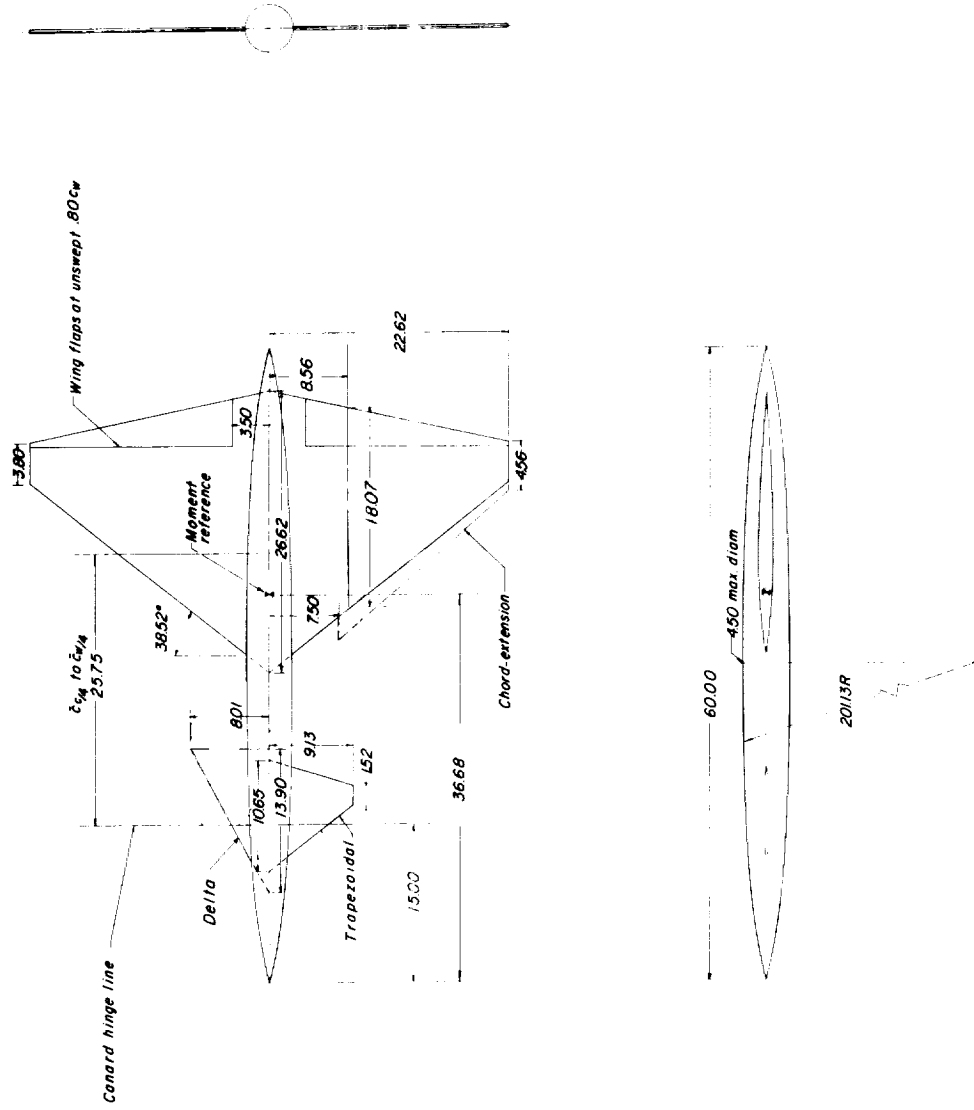 Wing flaps at unswept .80cw
3.80
22.62
8.56
3.50
Moment reference
26.62
18.07
4.56
7.50
38.52°
c̄c/4 to c̄w/4
25.75
Chord-extension
8.01
9.13
1.52
10.65
13.90
36.68
Delta
Trapezoidal
15.00
Canard hinge line
4.50 max. diam
60.00
201.13R